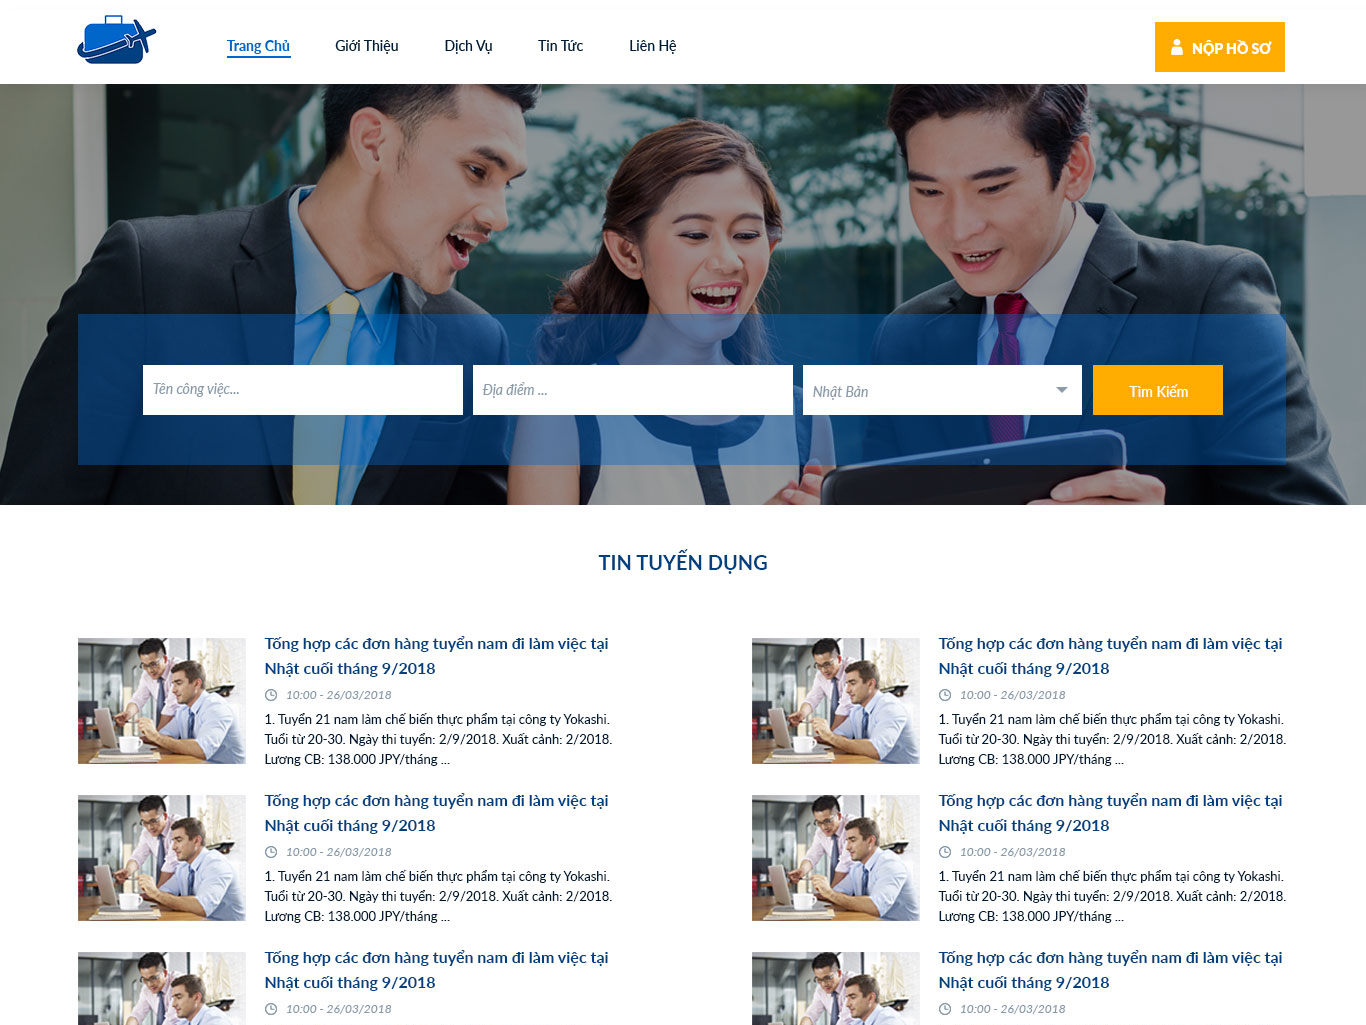 Trang Chủ
Giới Thiệu
Dịch Vụ
Tin Tức
Liên Hệ
NỘP HỒ SƠ
Tên công việc...
Địa điểm ...
Nhật Bản
Tìm Kiếm
TIN TUYỂN DỤNG
Tổng hợp các đơn hàng tuyển nam đi làm việc tại
Nhật cuối tháng 9/2018
10:00 - 26/03/2018
1. Tuyển 21 nam làm chế biến thực phẩm tại công ty Yokashi.
Tuổi từ 20-30. Ngày thi tuyển: 2/9/2018. Xuất cảnh: 2/2018.
Lương CB: 138.000 JPY/tháng ...
Tổng hợp các đơn hàng tuyển nam đi làm việc tại
Nhật cuối tháng 9/2018
10:00 - 26/03/2018
1. Tuyển 21 nam làm chế biến thực phẩm tại công ty Yokashi.
Tuổi từ 20-30. Ngày thi tuyển: 2/9/2018. Xuất cảnh: 2/2018.
Lương CB: 138.000 JPY/tháng ...
Tổng hợp các đơn hàng tuyển nam đi làm việc tại
Nhật cuối tháng 9/2018
10:00 - 26/03/2018
1. Tuyển 21 nam làm chế biến thực phẩm tại công ty Yokashi.
Tuổi từ 20-30. Ngày thi tuyển: 2/9/2018. Xuất cảnh: 2/2018.
Lương CB: 138.000 JPY/tháng ...
Tổng hợp các đơn hàng tuyển nam đi làm việc tại
Nhật cuối tháng 9/2018
10:00 - 26/03/2018
1. Tuyển 21 nam làm chế biến thực phẩm tại công ty Yokashi.
Tuổi từ 20-30. Ngày thi tuyển: 2/9/2018. Xuất cảnh: 2/2018.
Lương CB: 138.000 JPY/tháng ...
Tổng hợp các đơn hàng tuyển nam đi làm việc tại
Nhật cuối tháng 9/2018
10:00 - 26/03/2018
Tổng hợp các đơn hàng tuyển nam đi làm việc tại
Nhật cuối tháng 9/2018
10:00 - 26/03/2018